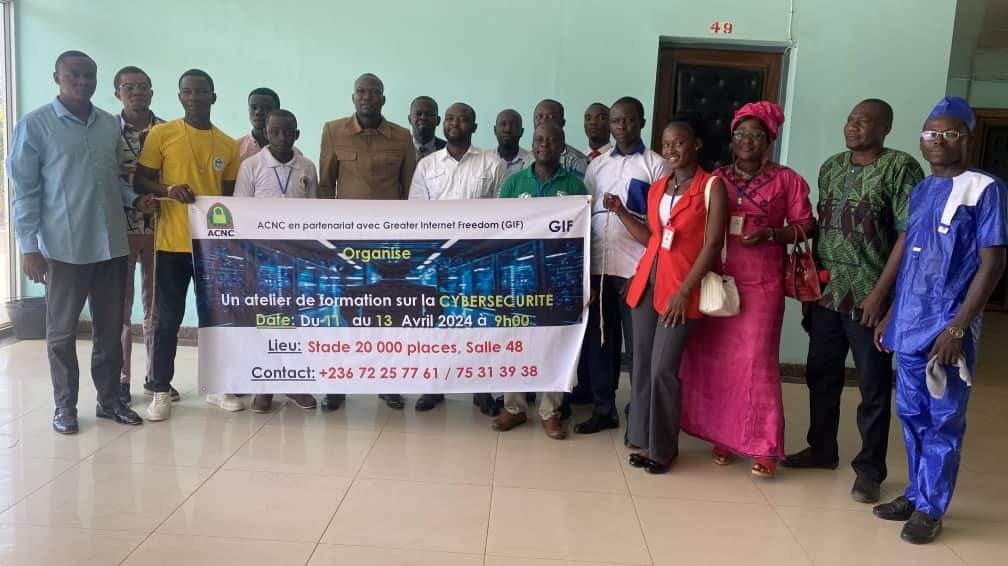 49
ACNC
ACNC en partenariat avec Greater Internet Freedom (GIF)
GIF
Organise
Un atelier de formation sur la CYBERSECURITE
Date: Du 11 au 13 Avril 2024 à 9h00
Lieu: Stade 20 000 places, Salle 48
Contact: +236 72 25 77 61 / 75 31 39 38